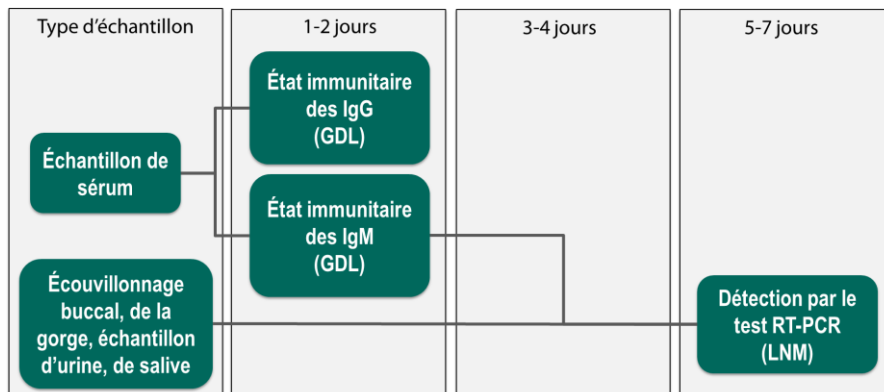 Type d’échantillon
1-2 jours
3-4 jours
5-7 jours
État immunitaire
des IgG
(GDL)
Échantillon de
sérum
État immunitaire
des IgM
(GDL)
Écouvillonnage
buccal, de la
gorge, échantillon
d’urine, de salive
Détection par le
test RT-PCR
(LNM)